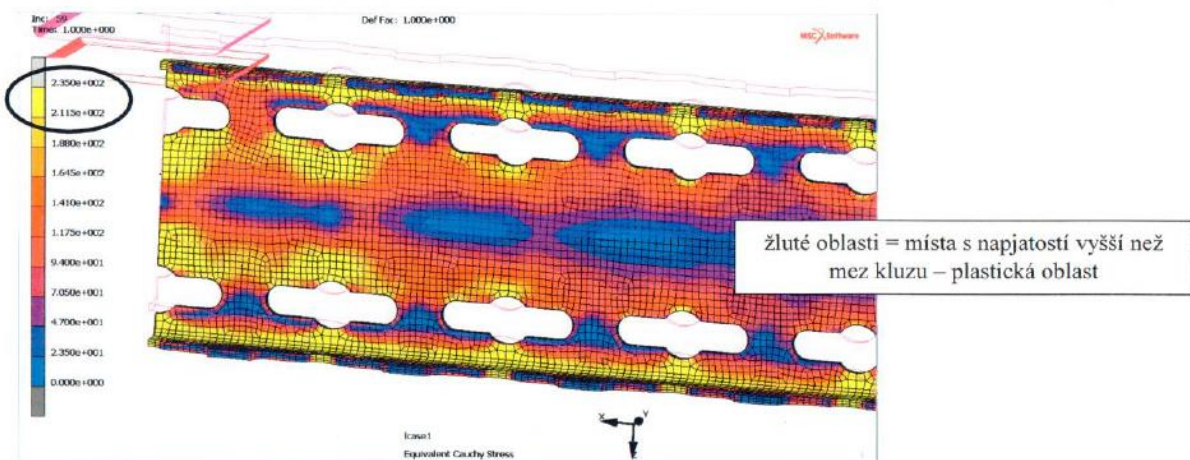 Inc: 50
Time: 1.000e+000
Def Fac: 1.000e+000
MSC Software
2.350e+002
2.115e+002
1.880e+002
1.645e+002
1.410e+002
1.175e+002
9.400e+001
7.050e+001
4.700e+001
2.350e+001
0.000e+000
žluté oblasti = místa s napjatostí vyšší než
mez kluzu – plastická oblast
X
Y
Z
lcase1
Equivalent Cauchy Stress